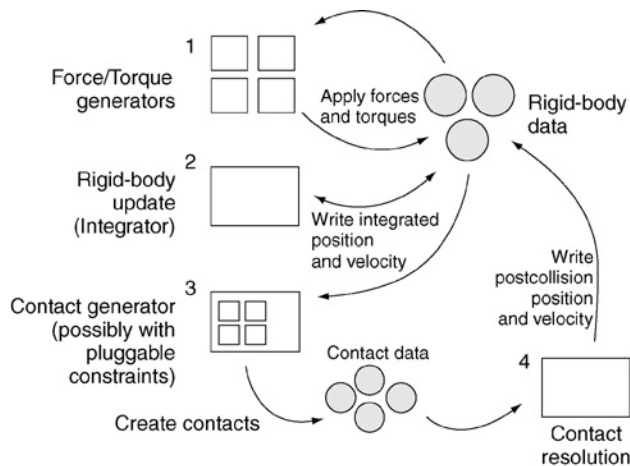 1
Force/Torque
generators
Apply forces
and torques
Rigid-body
data
2
Rigid-body
update
(Integrator)
Write integrated
position
and velocity
3
Contact generator
(possibly with
pluggable
constraints)
Contact data
Create contacts
Write
postcollision
position
and velocity
4
Contact
resolution